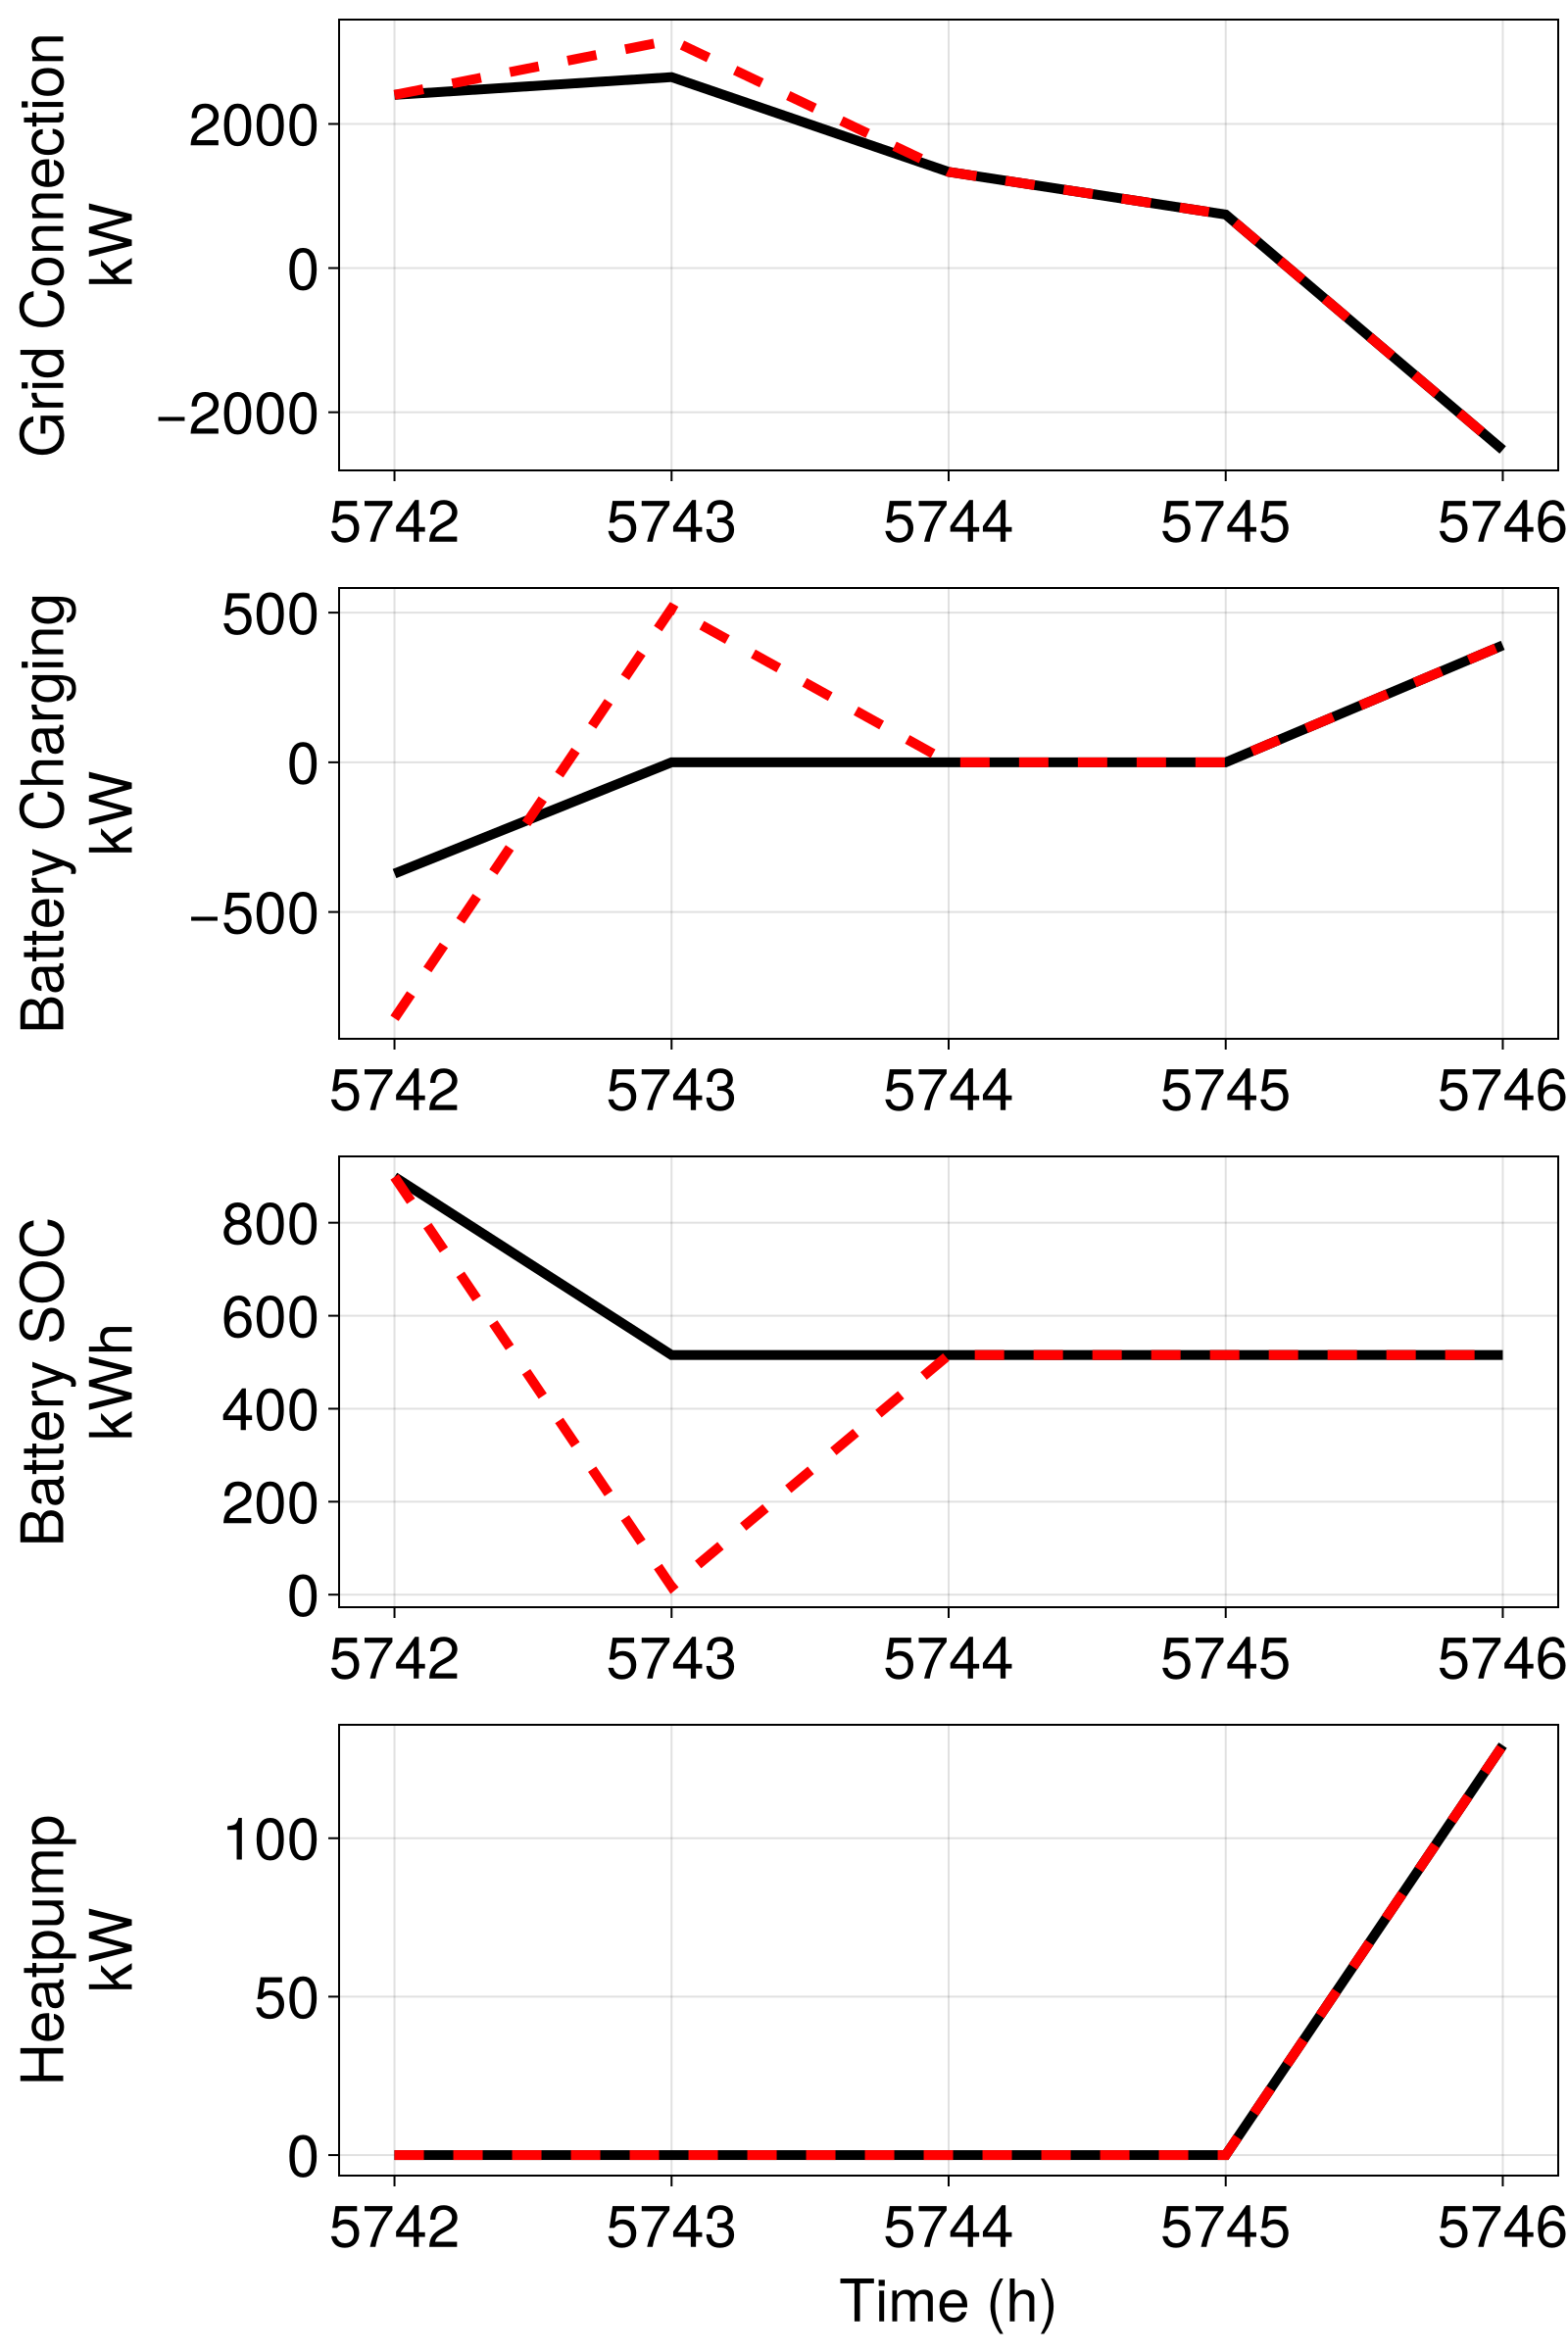 Grid Connection
kW
2000
0
−2000
5742 5743 5744 5745 5746
Battery Charging
kW
500
0
−500
5742 5743 5744 5745 5746
Battery SOC
kWh
800
600
400
200
0
5742 5743 5744 5745 5746
Heatpump
kW
100
50
0
5742 5743 5744 5745 5746
Time (h)